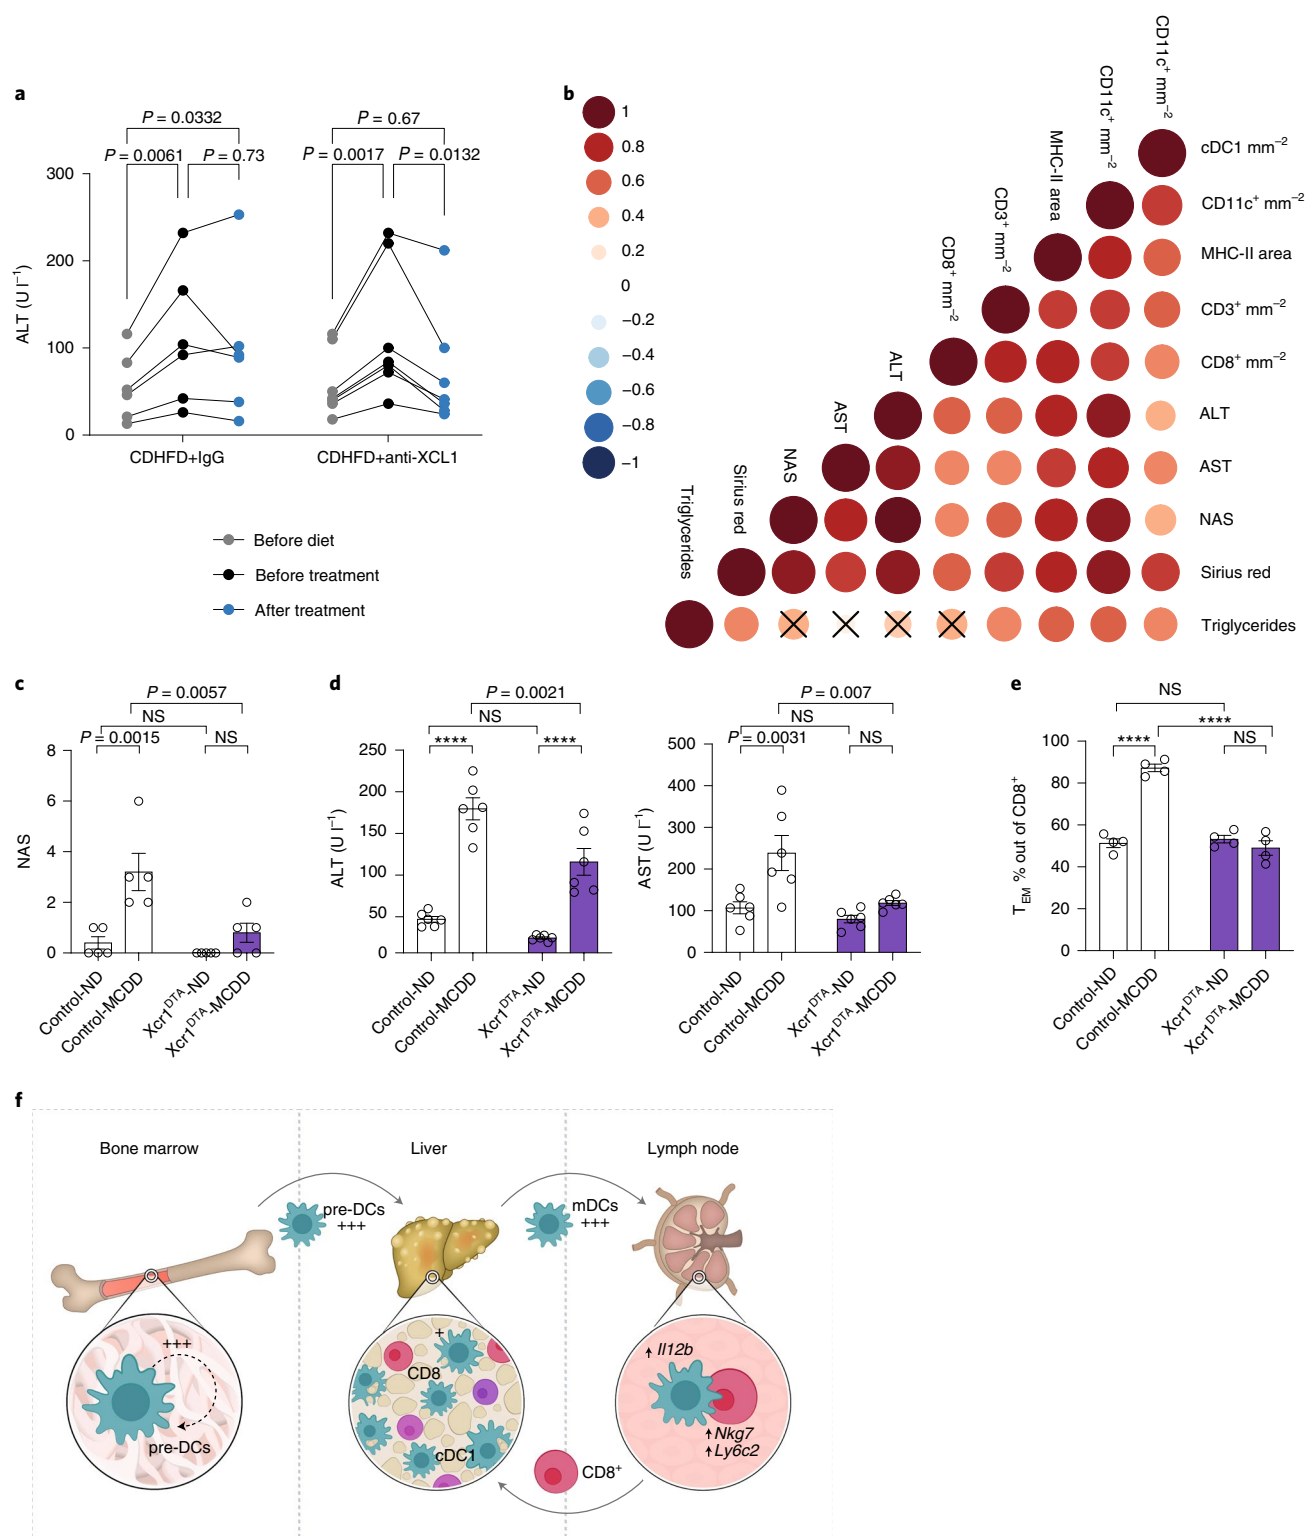 a
P = 0.0332
P = 0.67
P = 0.0061
P = 0.73
P = 0.0017
P = 0.0132
300
200
100
0
ALT (U l⁻¹)
CDHFD+IgG
CDHFD+anti-XCL1
Before diet
Before treatment
After treatment
b
1
0.8
0.6
0.4
0.2
0
−0.2
−0.4
−0.6
−0.8
−1
Triglycerides
Sirius red
NAS
AST
ALT
CD8⁺ mm⁻²
CD3⁺ mm⁻²
MHC-II area
CD11c⁺ mm⁻²
CD11c⁺ mm⁻²
cDC1 mm⁻²
CD11c⁺ mm⁻²
MHC-II area
CD3⁺ mm⁻²
CD8⁺ mm⁻²
ALT
AST
NAS
Sirius red
Triglycerides
c
P = 0.0057
NS
P = 0.0015
NS
8
6
4
2
0
NAS
Control-ND
Control-MCDD
Xcr1ᴰᵀᴬ-ND
Xcr1ᴰᵀᴬ-MCDD
d
P = 0.0021
NS
****
****
250
200
150
100
50
0
ALT (U l⁻¹)
Control-ND
Control-MCDD
Xcr1ᴰᵀᴬ-ND
Xcr1ᴰᵀᴬ-MCDD
P = 0.007
NS
P = 0.0031
NS
500
400
300
200
100
0
AST (U l⁻¹)
Control-ND
Control-MCDD
Xcr1ᴰᵀᴬ-ND
Xcr1ᴰᵀᴬ-MCDD
e
NS
****
****
NS
100
80
60
40
20
0
T_EM % out of CD8⁺
Control-ND
Control-MCDD
Xcr1ᴰᵀᴬ-ND
Xcr1ᴰᵀᴬ-MCDD
f
Bone marrow
Liver
Lymph node
pre-DCs
+++
mDCs
+++
+++
pre-DCs
+
CD8
cDC1
Il12b
Nkg7
Ly6c2
CD8⁺